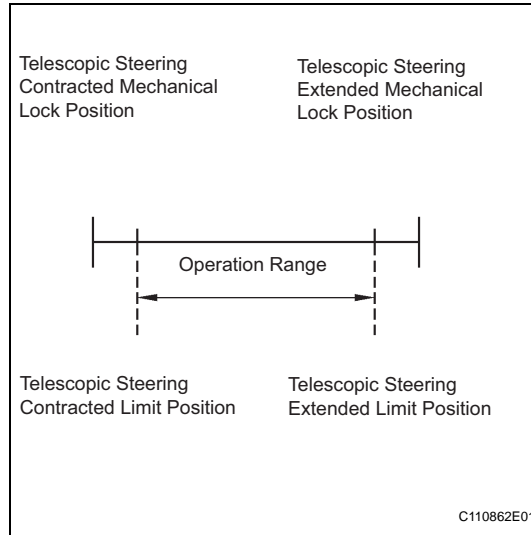 Telescopic Steering
Contracted Mechanical
Lock Position
Telescopic Steering
Extended Mechanical
Lock Position
Operation Range
Telescopic Steering
Contracted Limit Position
Telescopic Steering
Extended Limit Position
C110862E01